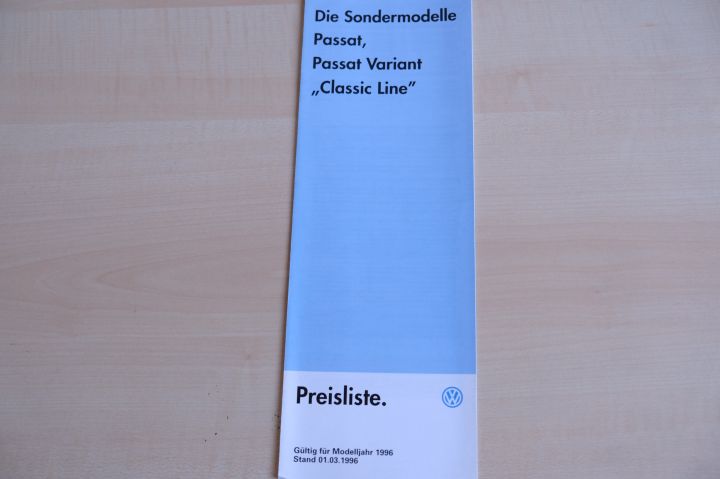 Die Sondermodelle
Passat,
Passat Variant
„Classic Line”
Preisliste.
Gültig für Modelljahr 1996
Stand 01.03.1996